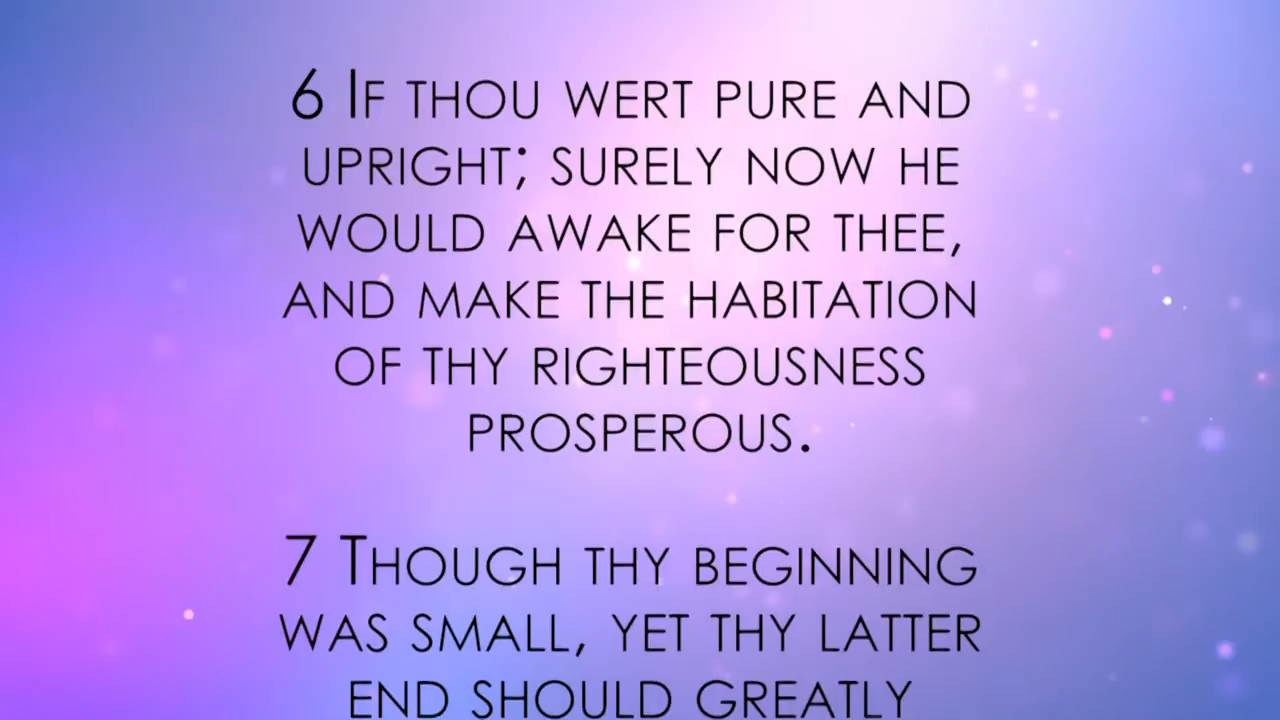 6 If thou wert pure and
upright; surely now he
would awake for thee,
and make the habitation
of thy righteousness
prosperous.
7 Though thy beginning
was small, yet thy latter
end should greatly